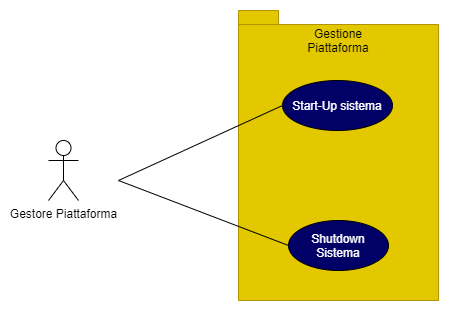 Gestione
Piattaforma
Start-Up sistema
Gestore Piattaforma
Shutdown
Sistema